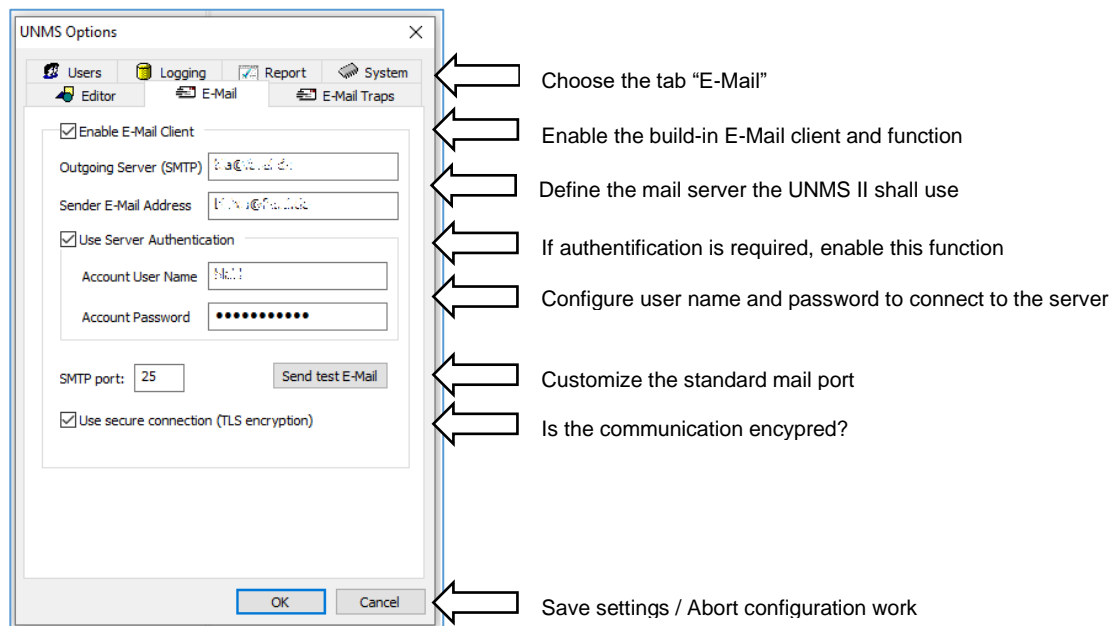 UNMS Options
Users Logging Report System
Choose the tab “E-Mail”
Editor E-Mail E-Mail Traps
Enable E-Mail Client
Enable the build-in E-Mail client and function
Outgoing Server (SMTP)
Define the mail server the UNMS II shall use
Sender E-Mail Address
Use Server Authentication
If authentification is required, enable this function
Account User Name
Configure user name and password to connect to the server
Account Password
SMTP port: 25 Send test E-Mail
Customize the standard mail port
Use secure connection (TLS encryption)
Is the communication encypred?
OK Cancel
Save settings / Abort configuration work